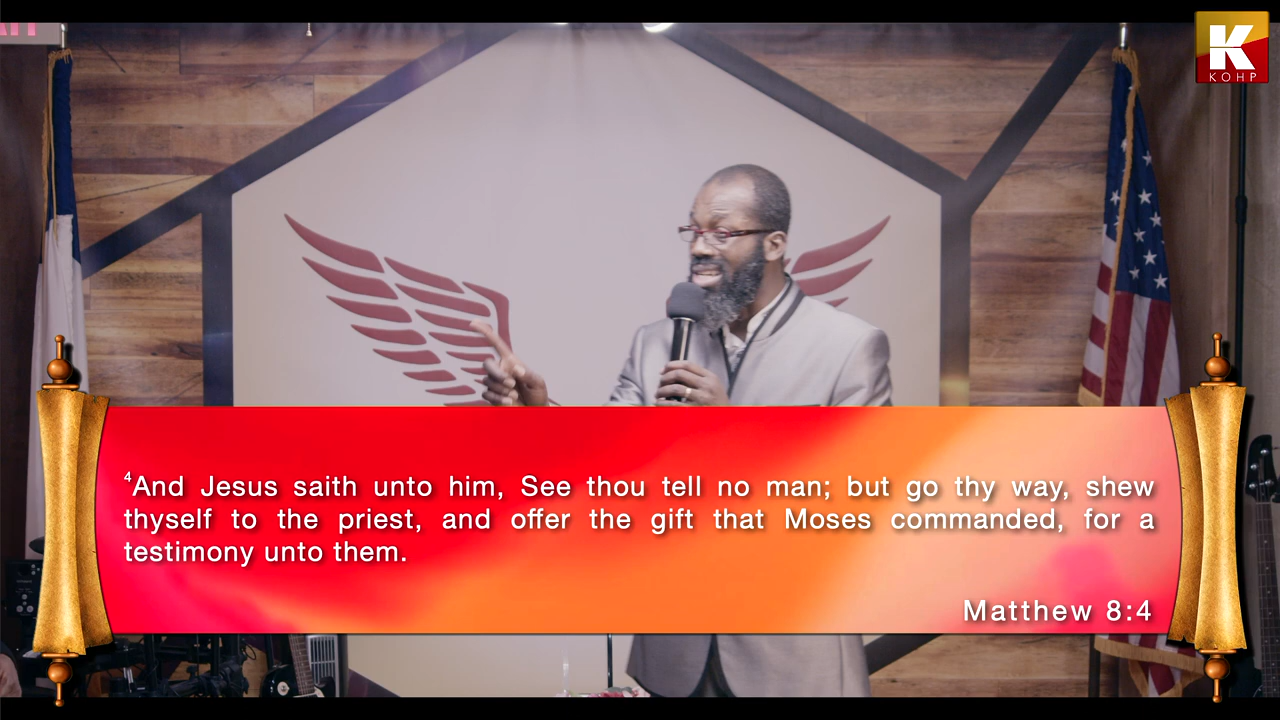 K
KOHP
⁴And Jesus saith unto him, See thou tell no man; but go thy way, shew
thyself to the priest, and offer the gift that Moses commanded, for a
testimony unto them.
Matthew 8:4